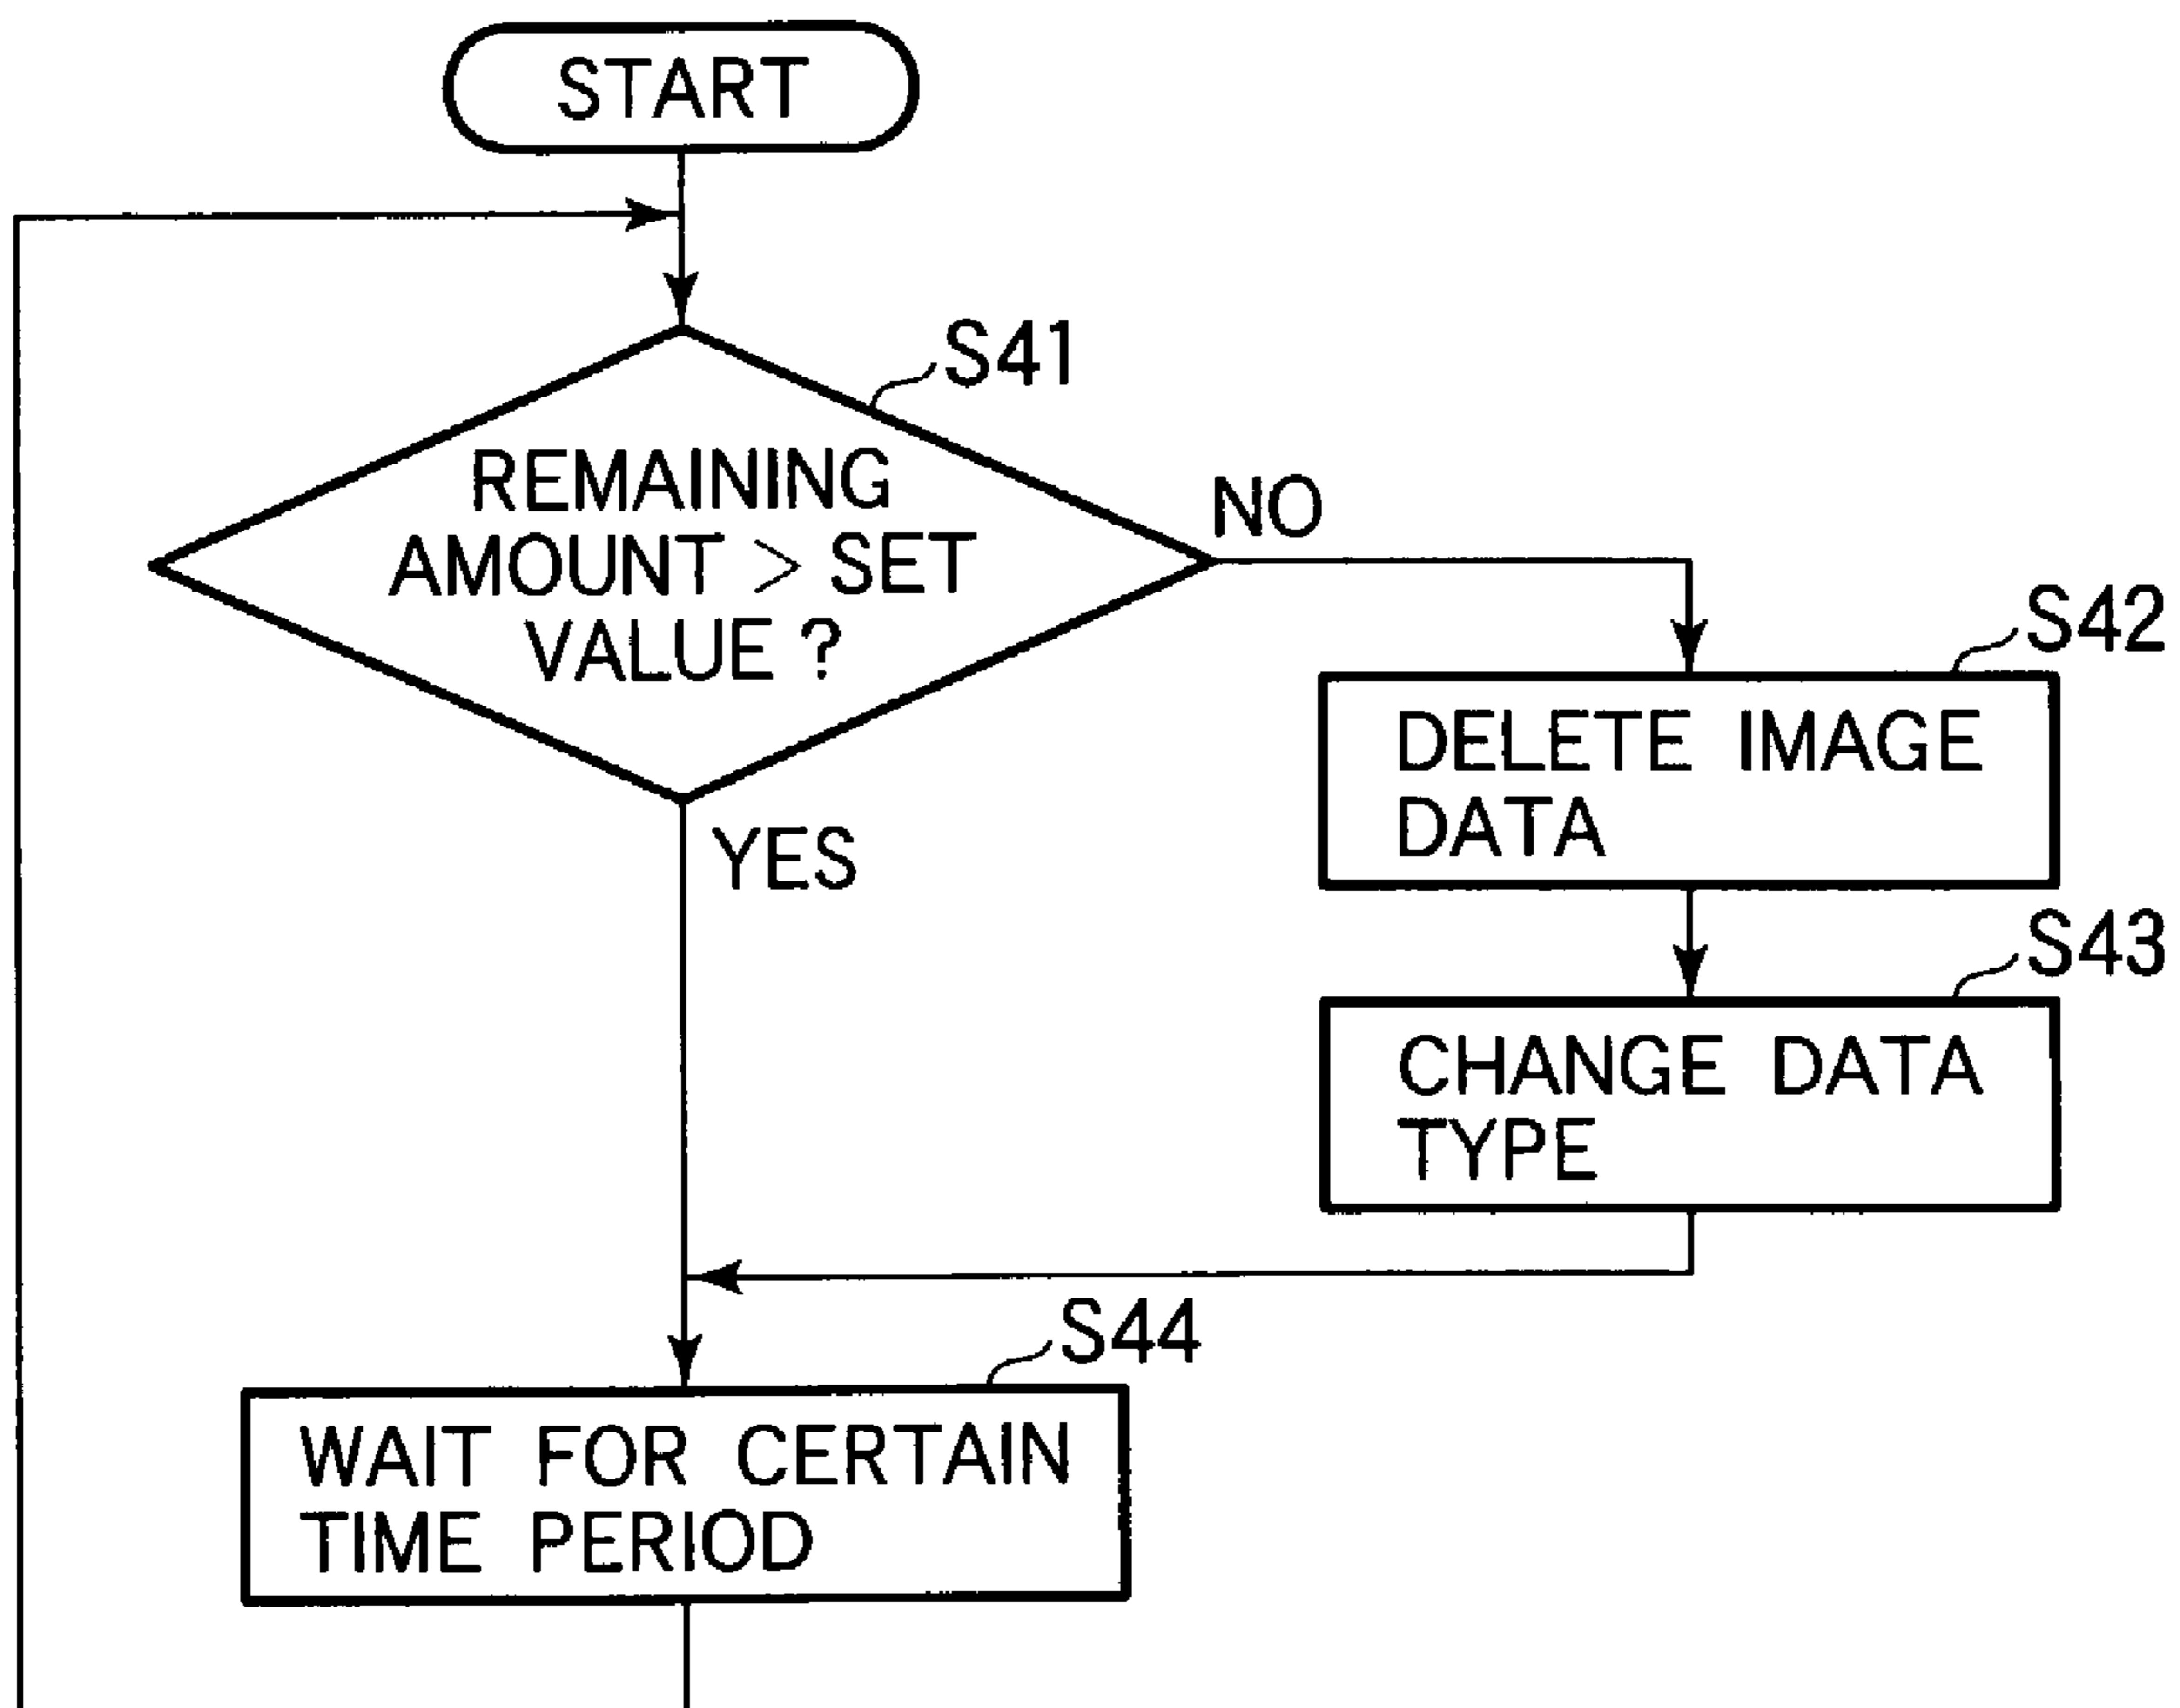 START
S41
REMAINING
AMOUNT > SET
VALUE ?
NO
YES
S42
DELETE IMAGE
DATA
S43
CHANGE DATA
TYPE
S44
WAIT FOR CERTAIN
TIME PERIOD